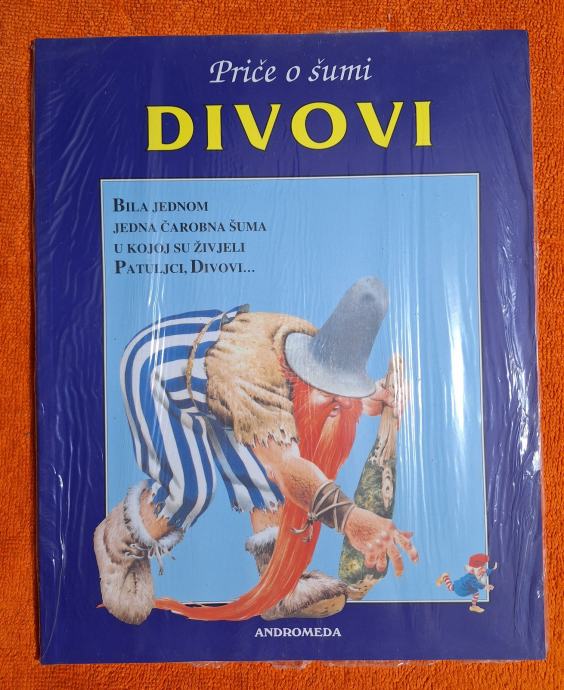 Priče o šumi
DIVOVI
BILA JEDNOM
JEDNA ČAROBNA ŠUMA
U KOJOJ SU ŽIVJELI
PATULJCI, DIVOVI...
ANDROMEDA